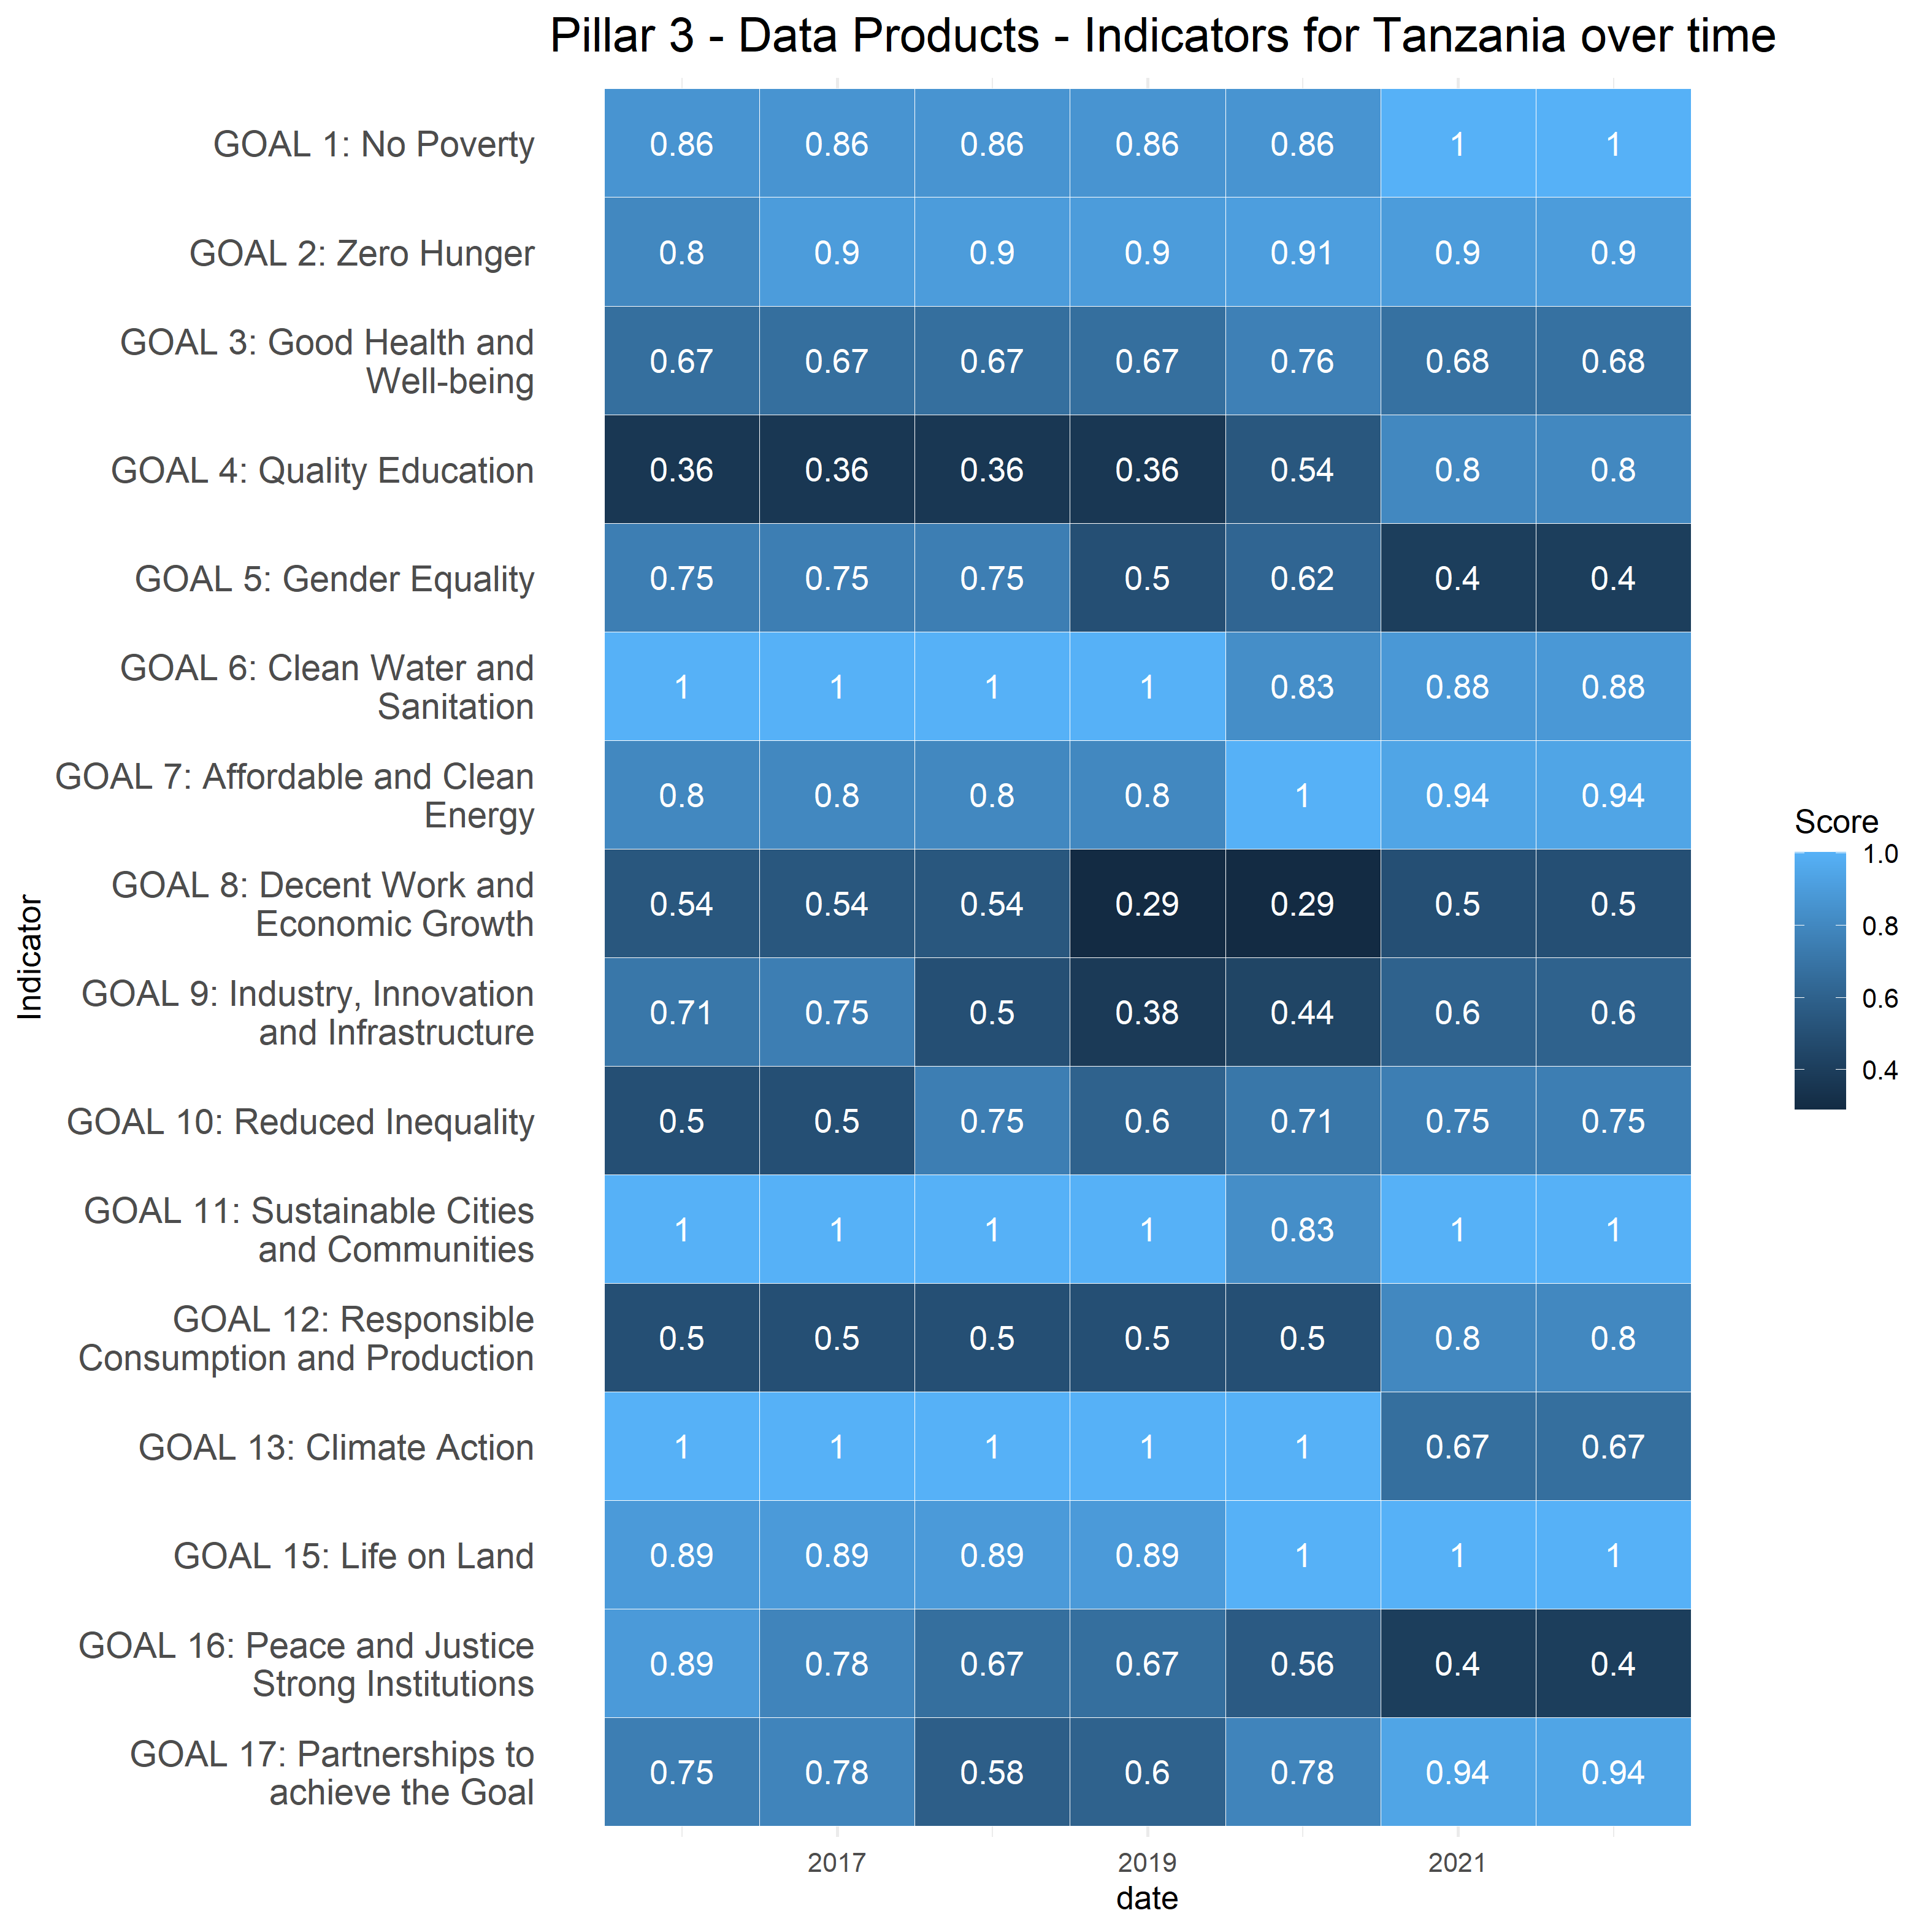 Pillar 3 - Data Products - Indicators for Tanzania over time
GOAL 1: No Poverty
0.86 0.86 0.86 0.86 0.86 1 1
GOAL 2: Zero Hunger
0.8 0.9 0.9 0.9 0.91 0.9 0.9
GOAL 3: Good Health and
Well-being
0.67 0.67 0.67 0.67 0.76 0.68 0.68
GOAL 4: Quality Education
0.36 0.36 0.36 0.36 0.54 0.8 0.8
GOAL 5: Gender Equality
0.75 0.75 0.75 0.5 0.62 0.4 0.4
GOAL 6: Clean Water and
Sanitation
1 1 1 1 0.83 0.88 0.88
GOAL 7: Affordable and Clean
Energy
0.8 0.8 0.8 0.8 1 0.94 0.94
GOAL 8: Decent Work and
Economic Growth
0.54 0.54 0.54 0.29 0.29 0.5 0.5
GOAL 9: Industry, Innovation
and Infrastructure
0.71 0.75 0.5 0.38 0.44 0.6 0.6
GOAL 10: Reduced Inequality
0.5 0.5 0.75 0.6 0.71 0.75 0.75
GOAL 11: Sustainable Cities
and Communities
1 1 1 1 0.83 1 1
GOAL 12: Responsible
Consumption and Production
0.5 0.5 0.5 0.5 0.5 0.8 0.8
GOAL 13: Climate Action
1 1 1 1 1 0.67 0.67
GOAL 15: Life on Land
0.89 0.89 0.89 0.89 1 1 1
GOAL 16: Peace and Justice
Strong Institutions
0.89 0.78 0.67 0.67 0.56 0.4 0.4
GOAL 17: Partnerships to
achieve the Goal
0.75 0.78 0.58 0.6 0.78 0.94 0.94
2017 2019 2021
date
Indicator
Score
1.0
0.8
0.6
0.4